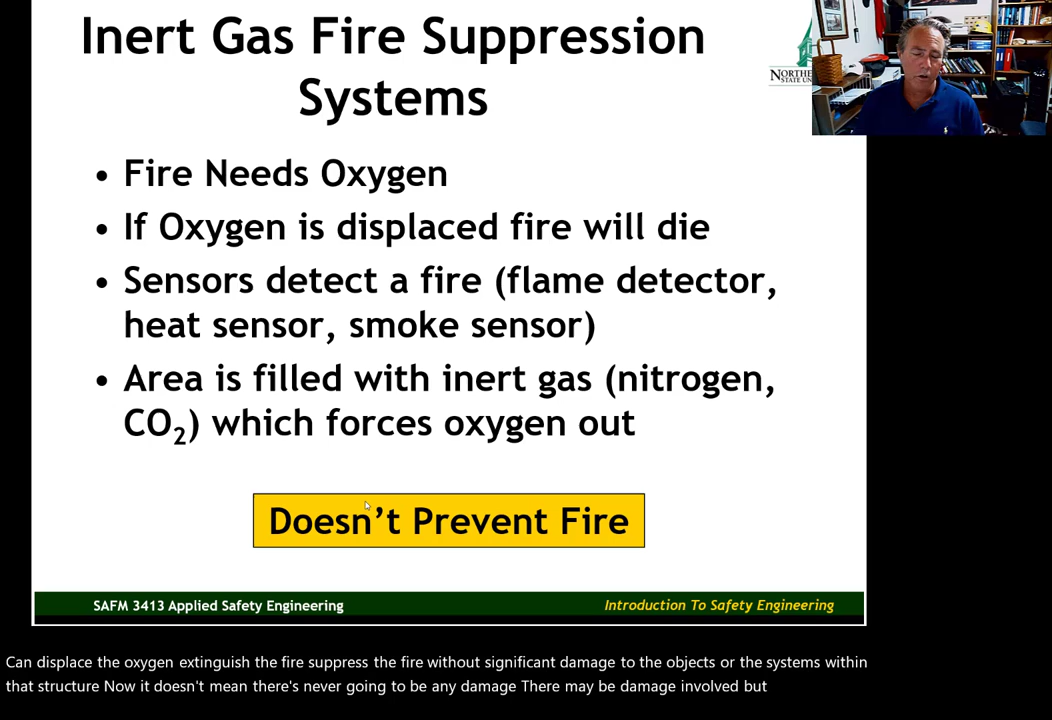 Inert Gas Fire Suppression
Systems
NORTHE
STATE UN
• Fire Needs Oxygen
• If Oxygen is displaced fire will die
• Sensors detect a fire (flame detector,
heat sensor, smoke sensor)
• Area is filled with inert gas (nitrogen,
CO₂) which forces oxygen out
Doesn't Prevent Fire
SAFM 3413 Applied Safety Engineering
Introduction To Safety Engineering
Can displace the oxygen extinguish the fire suppress the fire without significant damage to the objects or the systems within
that structure Now it doesn't mean there's never going to be any damage There may be damage involved but